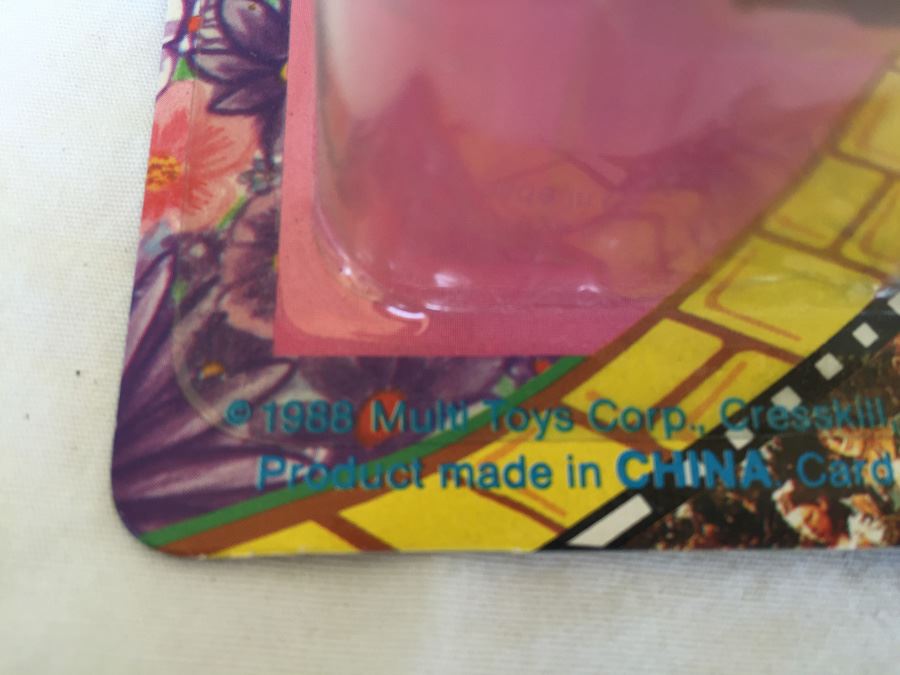 © 1988 Multi Toys Corp., Cresskill,
Product made in CHINA. Card